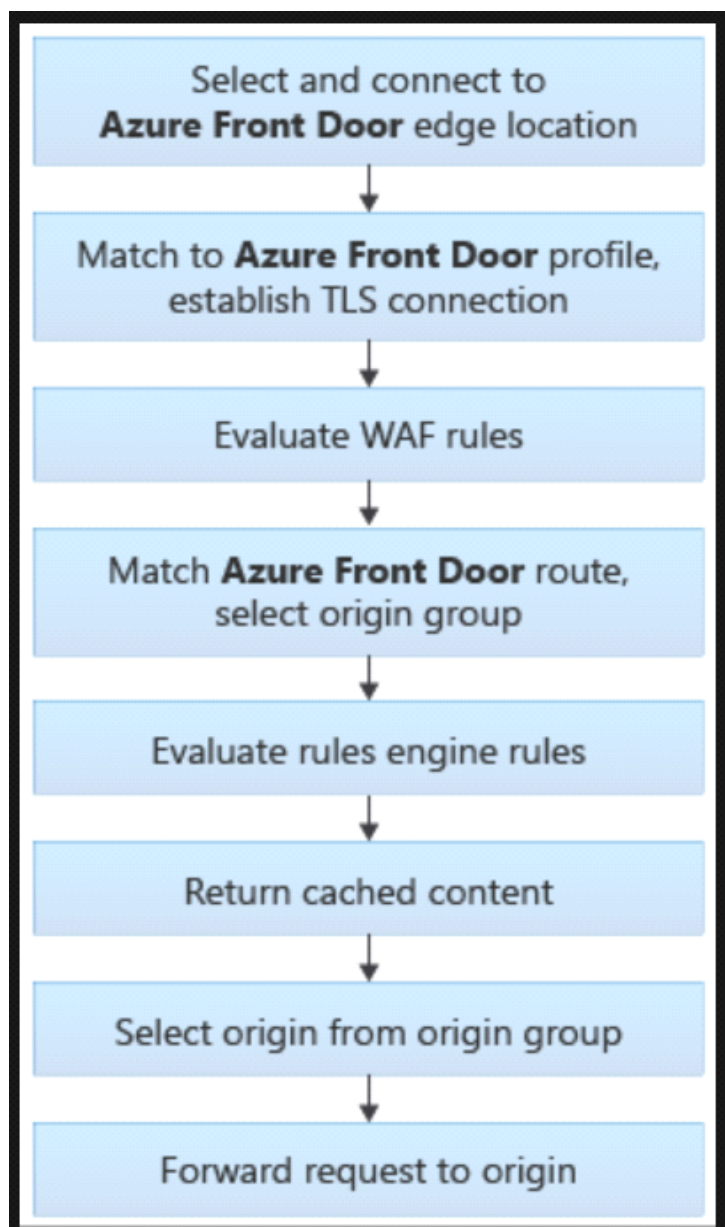 Select and connect to
Azure Front Door edge location
Match to Azure Front Door profile,
establish TLS connection
Evaluate WAF rules
Match Azure Front Door route,
select origin group
Evaluate rules engine rules
Return cached content
Select origin from origin group
Forward request to origin